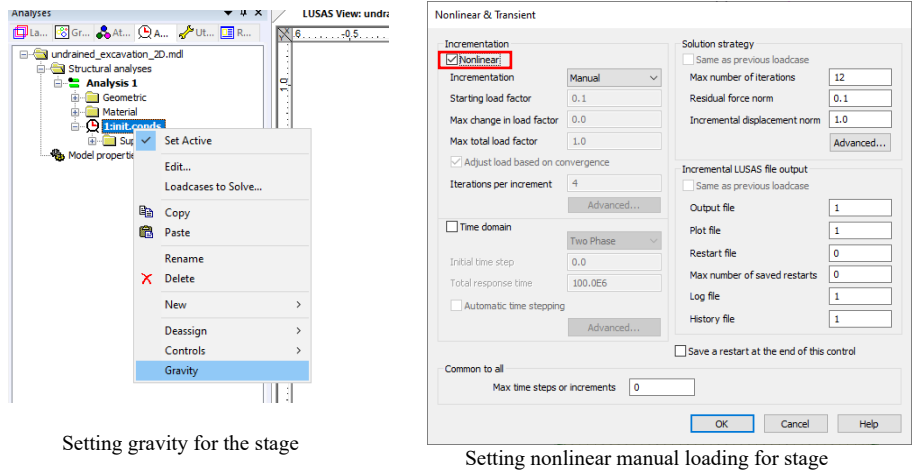 Analyses
La...
Gr...
At...
A...
Ut...
R...
undrained_excavation_2D.mdl
Structural analyses
Analysis 1
Geometric
Material
1:init.conds
Sup
Model propertie
LUSAS View: undra
Set Active
Edit...
Loadcases to Solve...
Copy
Paste
Rename
Delete
New
Deassign
Controls
Gravity
Setting gravity for the stage
Nonlinear & Transient
Incrementation
Nonlinear
Incrementation Manual
Starting load factor 0.1
Max change in load factor 0.0
Max total load factor 1.0
Adjust load based on convergence
Iterations per increment 4
Advanced...
Time domain
Two Phase
Initial time step 0.0
Total response time 100.0E6
Automatic time stepping
Advanced...
Common to all
Max time steps or increments 0
Solution strategy
Same as previous loadcase
Max number of iterations 12
Residual force norm 0.1
Incremental displacement norm 1.0
Advanced...
Incremental LUSAS file output
Same as previous loadcase
Output file 1
Plot file 1
Restart file 0
Max number of saved restarts 0
Log file 1
History file 1
Save a restart at the end of this control
OK Cancel Help
Setting nonlinear manual loading for stage